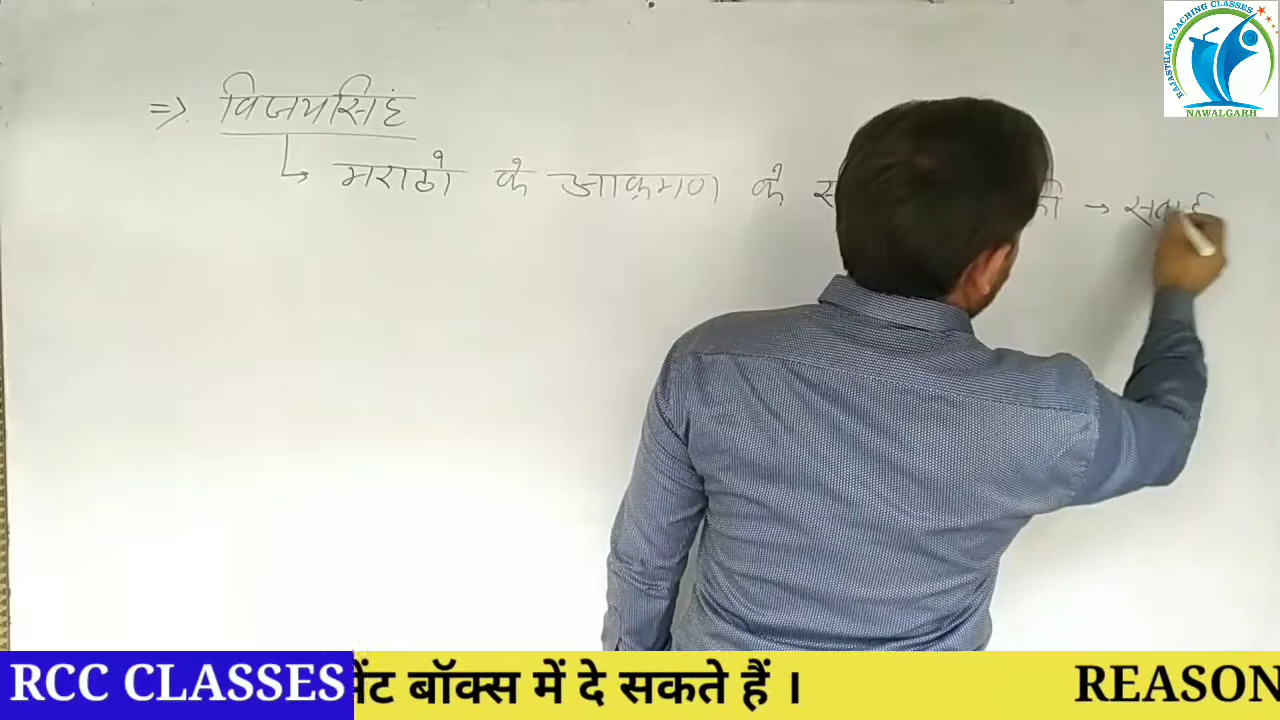 RAJASTHAN COACHING CLASSES
NAWALGARH
=> विजयसिंह
मराठो के आक्रमण के → सवाई
RCC CLASSES
मेंट बॉक्स में दे सकते हैं । REASON